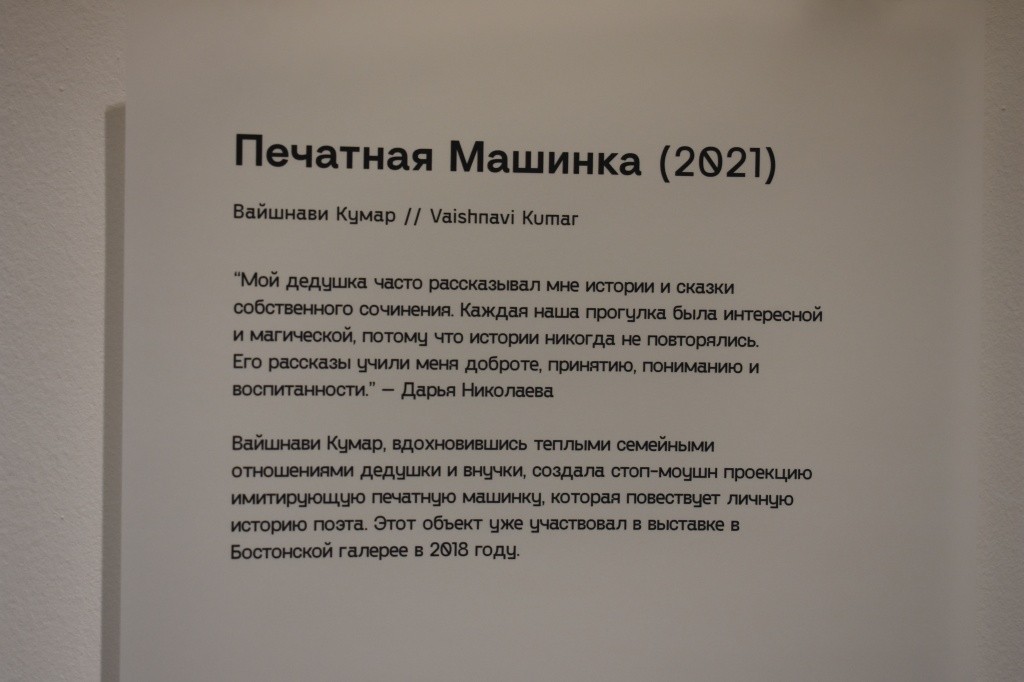 Печатная Машинка (2021)
Вайшнави Кумар // Vaishnavi Kumar
“Мой дедушка часто рассказывал мне истории и сказки
собственного сочинения. Каждая наша прогулка была интересной
и магической, потому что истории никогда не повторялись.
Его рассказы учили меня доброте, принятию, пониманию и
воспитанности.” — Дарья Николаева
Вайшнави Кумар, вдохновившись теплыми семейными
отношениями дедушки и внучки, создала стоп-моушн проекцию
имитирующую печатную машинку, которая повествует личную
историю поэта. Этот объект уже участвовал в выставке в
Бостонской галерее в 2018 году.